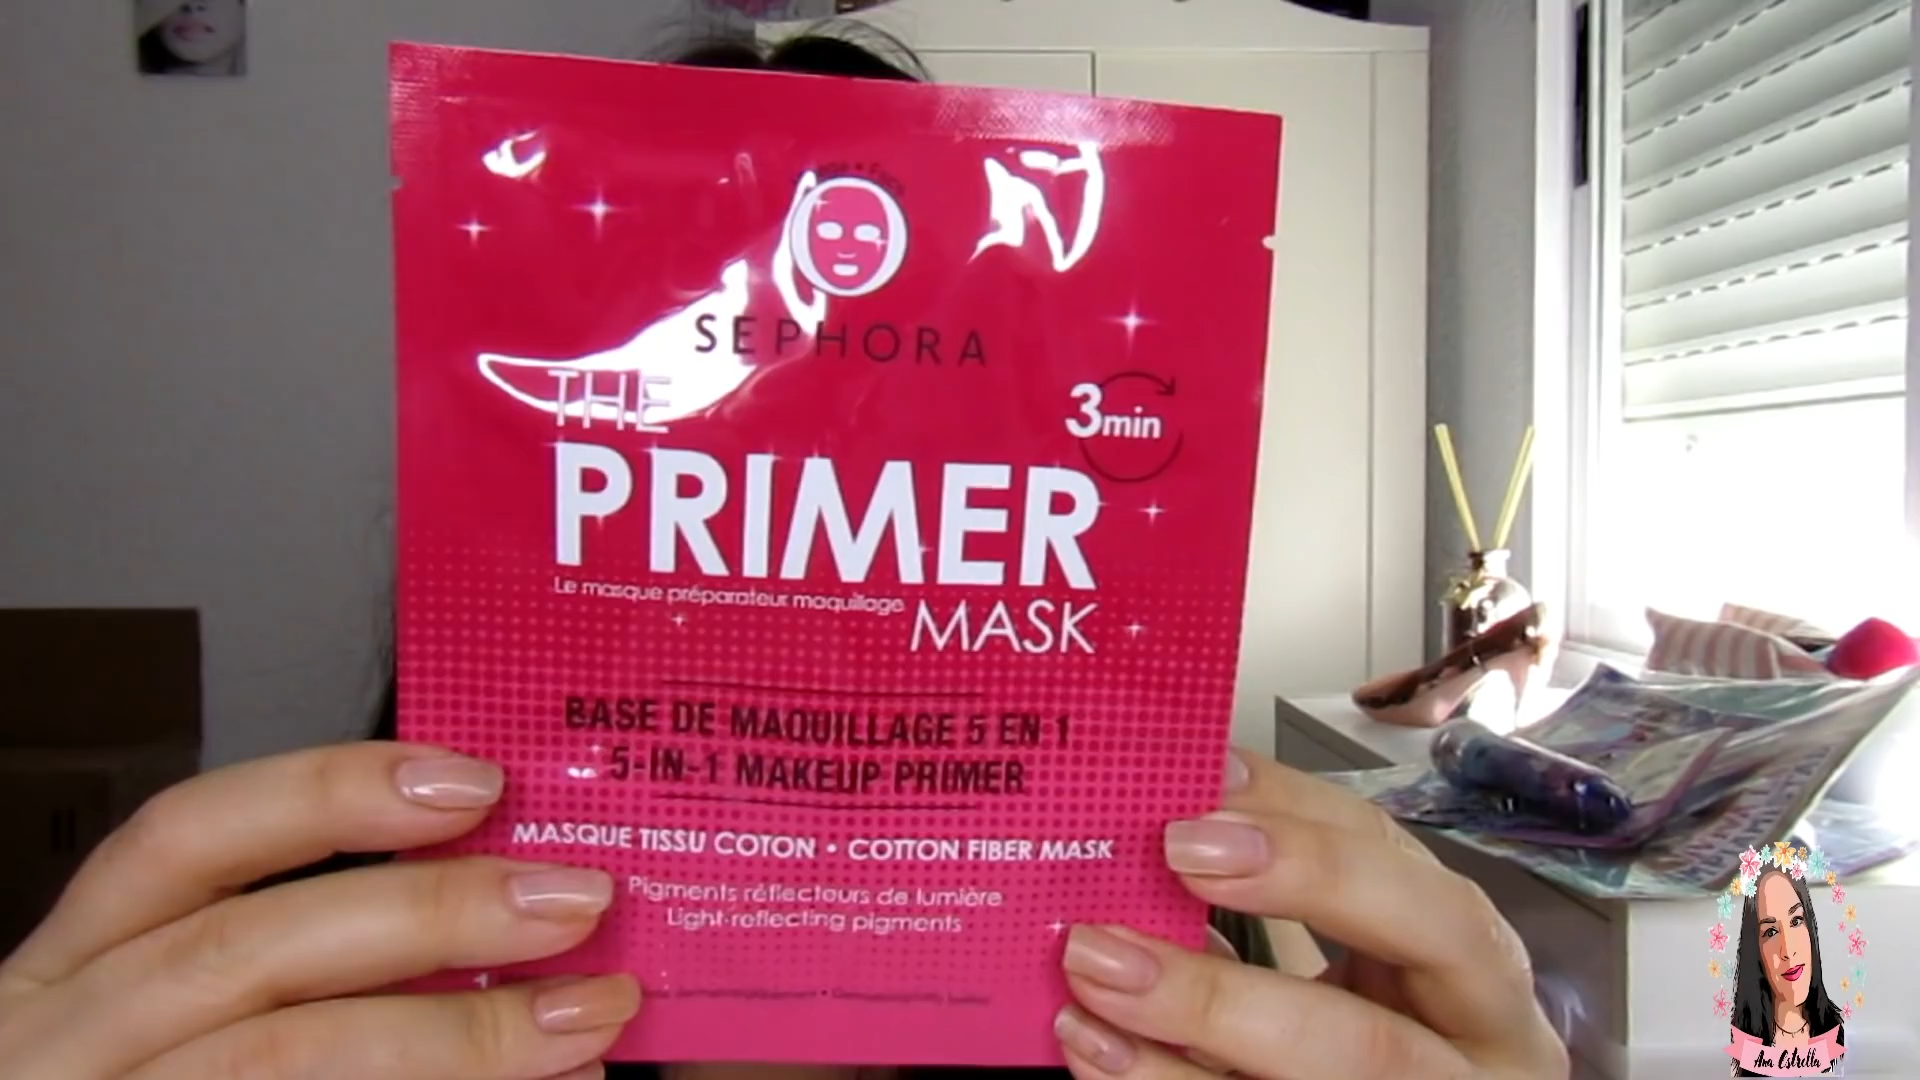 SEPHORA
THE
3min
PRIMER
Le masque préparateur maquillage
MASK
BASE DE MAQUILLAGE 5 EN 1
5-IN-1 MAKEUP PRIMER
MASQUE TISSU COTON • COTTON FIBER MASK
Pigments réflecteurs de lumière
Light-reflecting pigments
Ana Estrella